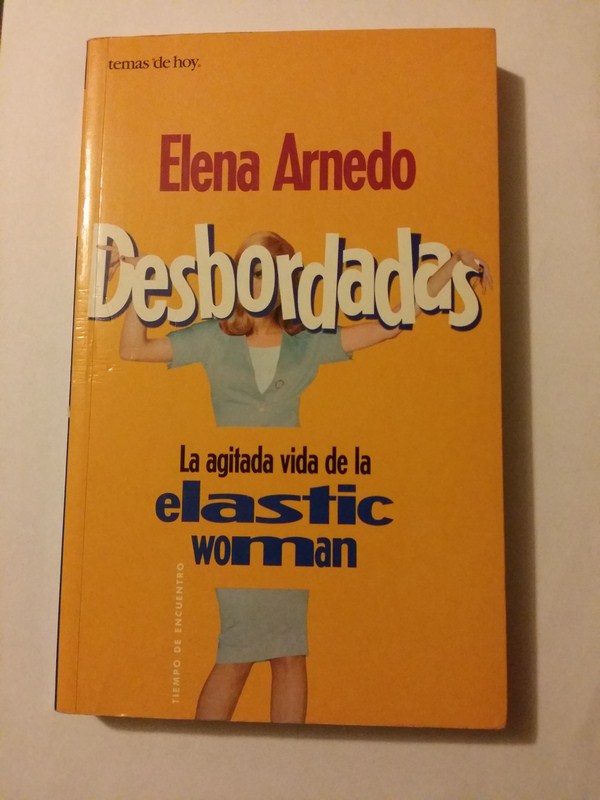 temas de hoy.
Elena Arnedo
Desbordadas
La agitada vida de la
elastic
woman
TIEMPO DE ENCUENTRO